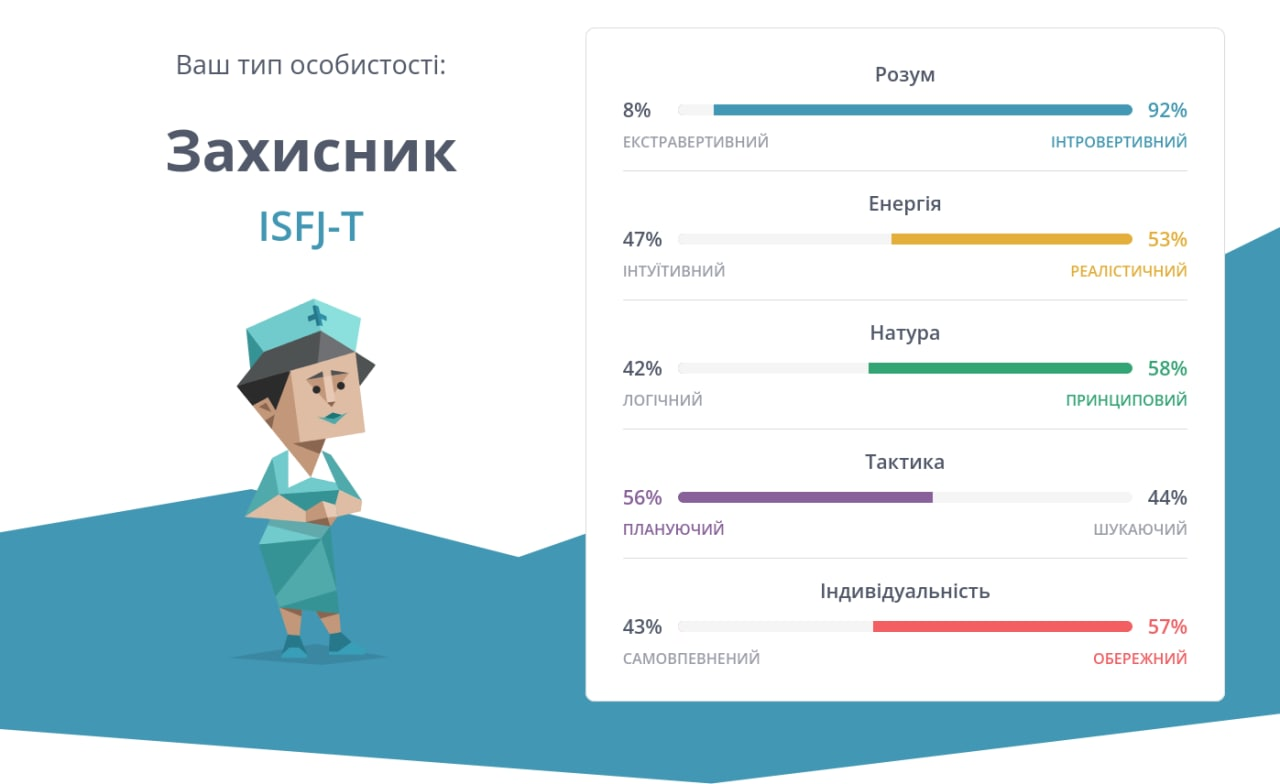 Ваш тип особистості:
Захисник
ISFJ-T
Розум
8% 92%
ЕКСТРАВЕРТИВНИЙ ІНТРОВЕРТИВНИЙ
Енергія
47% 53%
ІНТУЇТИВНИЙ РЕАЛІСТИЧНИЙ
Натура
42% 58%
ЛОГІЧНИЙ ПРИНЦИПОВИЙ
Тактика
56% 44%
ПЛАНУЮЧИЙ ШУКАЮЧИЙ
Індивідуальність
43% 57%
САМОВПЕВНЕНИЙ ОБЕРЕЖНИЙ